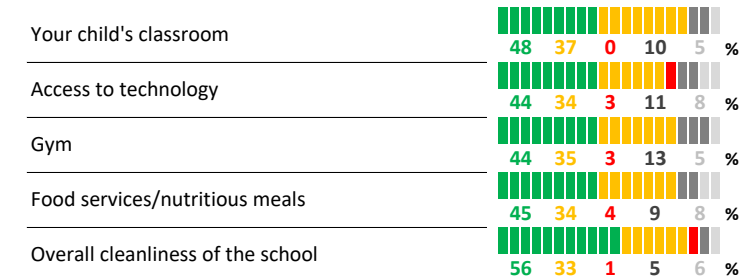 Your child's classroom
48 37 0 10 5 %
Access to technology
44 34 3 11 8 %
Gym
44 35 3 13 5 %
Food services/nutritious meals
45 34 4 9 8 %
Overall cleanliness of the school
56 33 1 5 6 %